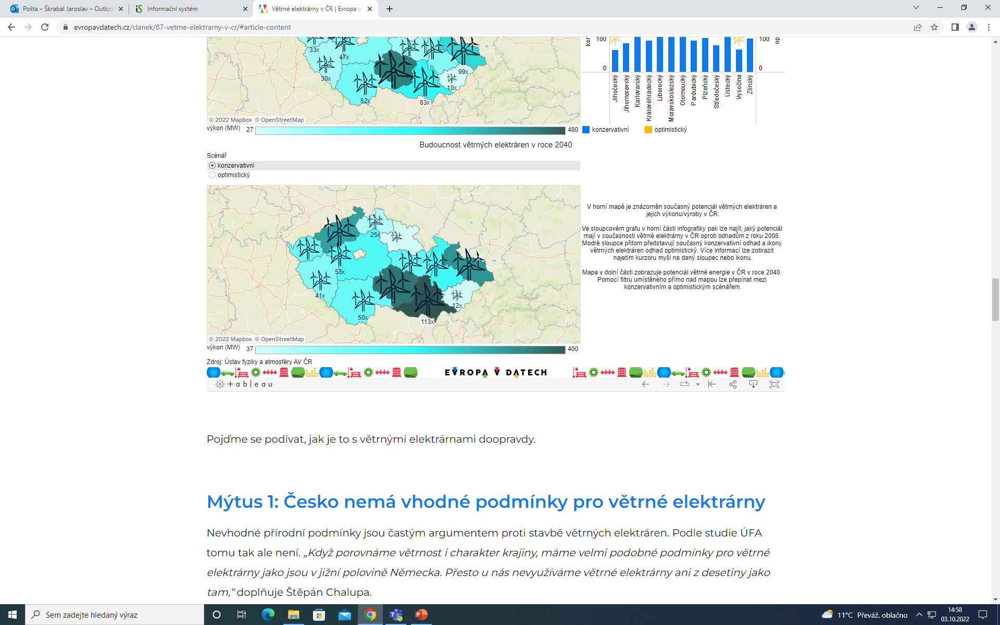 Pošta – Škrabal Jaroslav – Outloo
Informační systém
Větrné elektrárny v ČR | Evropa v
evropavdatech.cz/clanek/87-vetrne-elektrarny-v-cr/#article-content
33x
47x
30x
52x
83x
99x
10x
© 2022 Mapbox © OpenStreetMap
výkon (MW)
27
480
100
0
100
0
Jihočeský
Jihomoravský
Karlovarský
Královéhradecký
Liberecký
Moravskoslezský
Olomoucký
Pardubický
Plzeňský
Středočeský
Ústecký
Vysočina
Zlínský
konzervativní
optimistický
Budoucnost větrných elektráren v roce 2040
Scénář
konzervativní
optimistický
25x
53x
41x
50x
113x
12x
© 2022 Mapbox © OpenStreetMap
výkon (MW)
37
400
V horní mapě je znázorněn současný potenciál větrných elektráren a
jejich výkonu/výroby v ČR.
Ve sloupcovém grafu v horní části infografiky pak lze najít, jaký potenciál
mají v současnosti větrné elektrárny v ČR oproti odhadům z roku 2008.
Modré sloupce přitom představují současný konzervativní odhad a ikony
větrných elektráren odhad optimistický. Více informací lze zobrazit
najetím kurzoru myši na daný sloupec nebo ikonu.
Mapa v dolní části zobrazuje potenciál větrné energie v ČR v roce 2040.
Pomocí filtru umístěného přímo nad mapou lze přepínat mezi
konzervativním a optimistickým scénářem.
Zdroj: Ústav fyziky a atmosféry AV ČR
EVROPA V DATECH
+ a b l e a u
Pojďme se podívat, jak je to s větrnými elektrárnami doopravdy.
Mýtus 1: Česko nemá vhodné podmínky pro větrné elektrárny
Nevhodné přírodní podmínky jsou častým argumentem proti stavbě větrných elektráren. Podle studie ÚFA
tomu tak ale není. „Když porovnáme větrnost i charakter krajiny, máme velmi podobné podmínky pro větrné
elektrárny jako jsou v jižní polovině Německa. Přesto u nás nevyužíváme větrné elektrárny ani z desetiny jako
tam,“ doplňuje Štěpán Chalupa.
Sem zadejte hledaný výraz
11°C Převáž. oblačno
14:58
03.10.2022